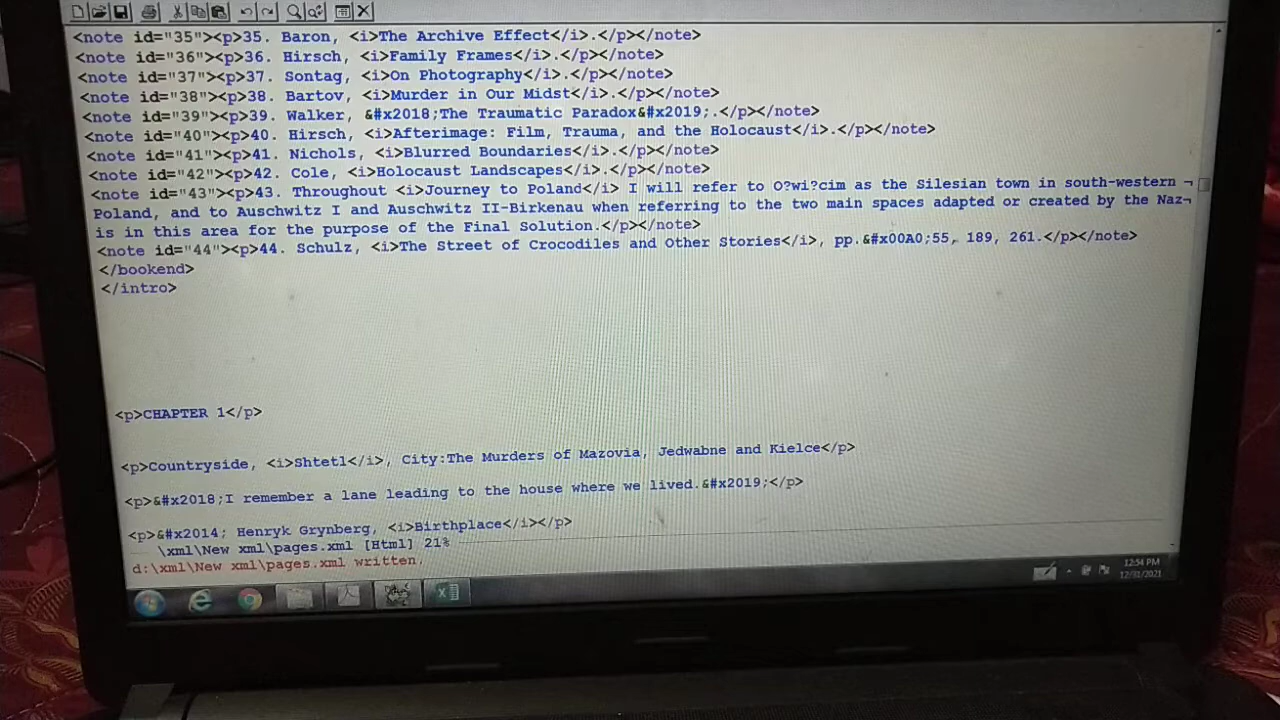 <note id="35"><p>35. Baron, <i>The Archive Effect</i>.</p></note>
<note id="36"><p>36. Hirsch, <i>Family Frames</i>.</p></note>
<note id="37"><p>37. Sontag, <i>On Photography</i>.</p></note>
<note id="38"><p>38. Bartov, <i>Murder in Our Midst</i>.</p></note>
<note id="39"><p>39. Walker, &#x2018;The Traumatic Paradox&#x2019;.</p></note>
<note id="40"><p>40. Hirsch, <i>Afterimage: Film, Trauma, and the Holocaust</i>.</p></note>
<note id="41"><p>41. Nichols, <i>Blurred Boundaries</i>.</p></note>
<note id="42"><p>42. Cole, <i>Holocaust Landscapes</i>.</p></note>
<note id="43"><p>43. Throughout <i>Journey to Poland</i> I will refer to O?wi?cim as the Silesian town in south-western ¬
Poland, and to Auschwitz I and Auschwitz II-Birkenau when referring to the two main spaces adapted or created by the Naz¬
is in this area for the purpose of the Final Solution.</p></note>
<note id="44"><p>44. Schulz, <i>The Street of Crocodiles and Other Stories</i>, pp.&#x00A0;55, 189, 261.</p></note>
</bookend>
</intro>
<p>CHAPTER 1</p>
<p>Countryside, <i>Shtetl</i>, City:The Murders of Mazovia, Jedwabne and Kielce</p>
<p>&#x2018;I remember a lane leading to the house where we lived.&#x2019;</p>
<p>&#x2014; Henryk Grynberg, <i>Birthplace</i></p>
\xml\New xml\pages.xml [Html] 21%
d:\xml\New xml\pages.xml written.
12:54 PM
12/31/2021